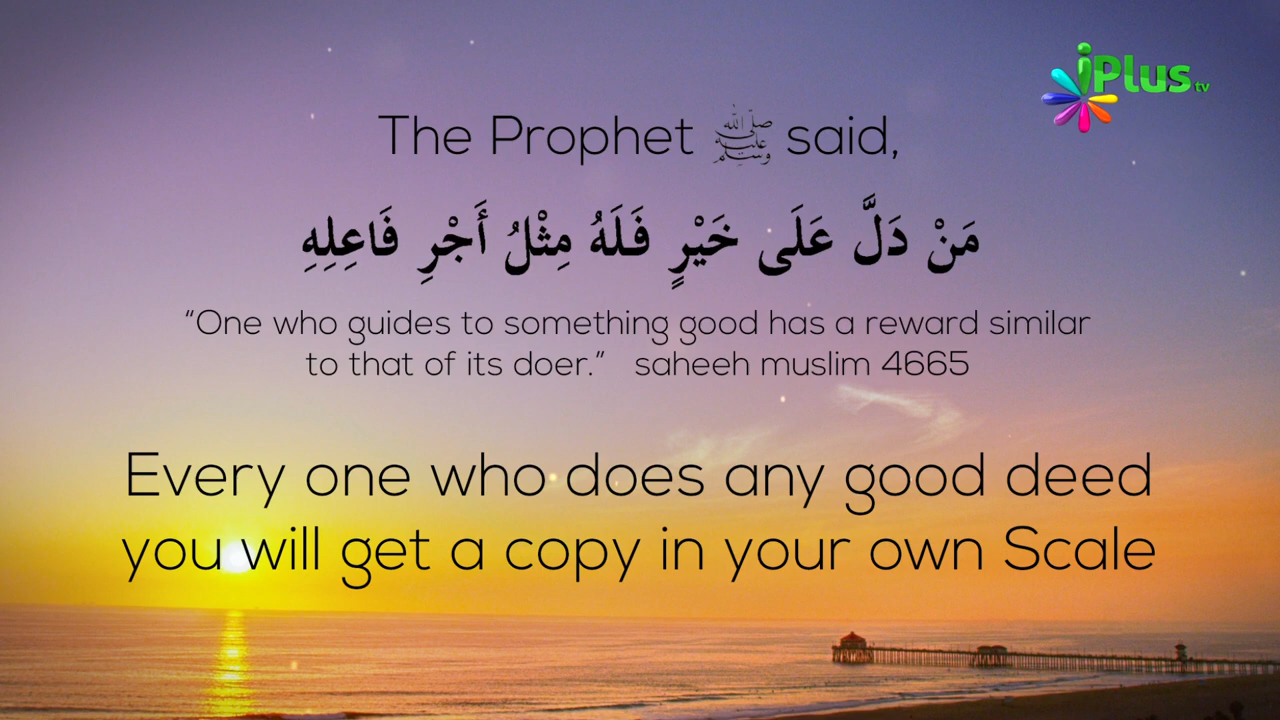 iPlus tv
The Prophet ﷺ said,
مَنْ دَلَّ عَلَى خَيْرٍ فَلَهُ مِثْلُ أَجْرِ فَاعِلِهِ
“One who guides to something good has a reward similar
to that of its doer.” saheeh muslim 4665
Every one who does any good deed
you will get a copy in your own Scale